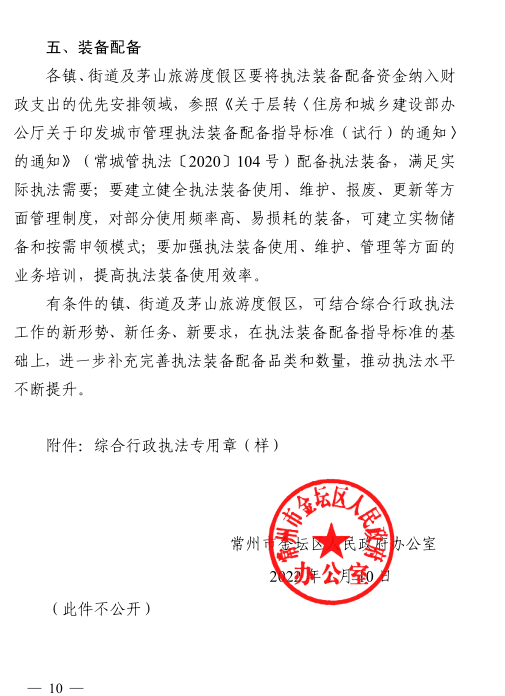 五、装备配备
各镇、街道及茅山旅游度假区要将执法装备配备资金纳入财
政支出的优先安排领域，参照《关于层转〈住房和城乡建设部办
公厅关于印发城市管理执法装备配备指导标准（试行）的通知〉
的通知》（常城管执法〔2020〕104 号）配备执法装备，满足实
际执法需要；要建立健全执法装备使用、维护、报废、更新等方
面管理制度，对部分使用频率高、易损耗的装备，可建立实物储
备和按需申领模式；要加强执法装备使用、维护、管理等方面的
业务培训，提高执法装备使用效率。
有条件的镇、街道及茅山旅游度假区，可结合综合行政执法
工作的新形势、新任务、新要求，在执法装备配备指导标准的基
础上，进一步补充完善执法装备配备品类和数量，推动执法水平
不断提升。
附件：综合行政执法专用章（样）
常州市金坛区人民政府
办公室
常州市金坛区人民政府办公室
年 月 10 日
（此件不公开）
— 10 —